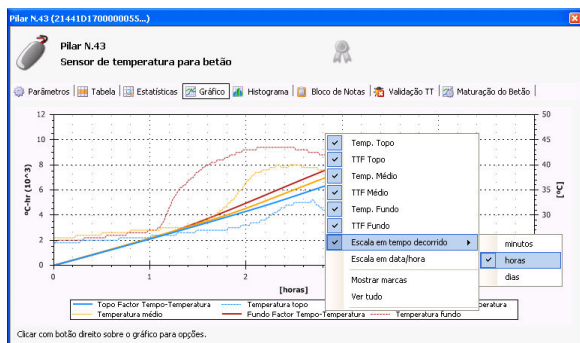 Pilar N.43 (21441D1700000055...)
Pilar N.43
Sensor de temperatura para betão
Parâmetros Tabela Estatísticas Gráfico Histograma Bloco de Notas Validação TT Maturação do Betão
12 50
10 45
8 40
6 35
4 30
2
0
ºC-hr (10^3)
[ºC]
0 1 2
[horas]
Temp. Topo
TTF Topo
Temp. Médio
TTF Médio
Temp. Fundo
TTF Fundo
Escala em tempo decorrido
Escala em data/hora
Mostrar marcas
Ver tudo
minutos
horas
dias
Topo Factor Tempo-Temperatura Temperatura topo peratura
Temperatura médio Fundo Factor Tempo-Temperatura Temperatura fundo
Clicar com botão direito sobre o gráfico para opções.